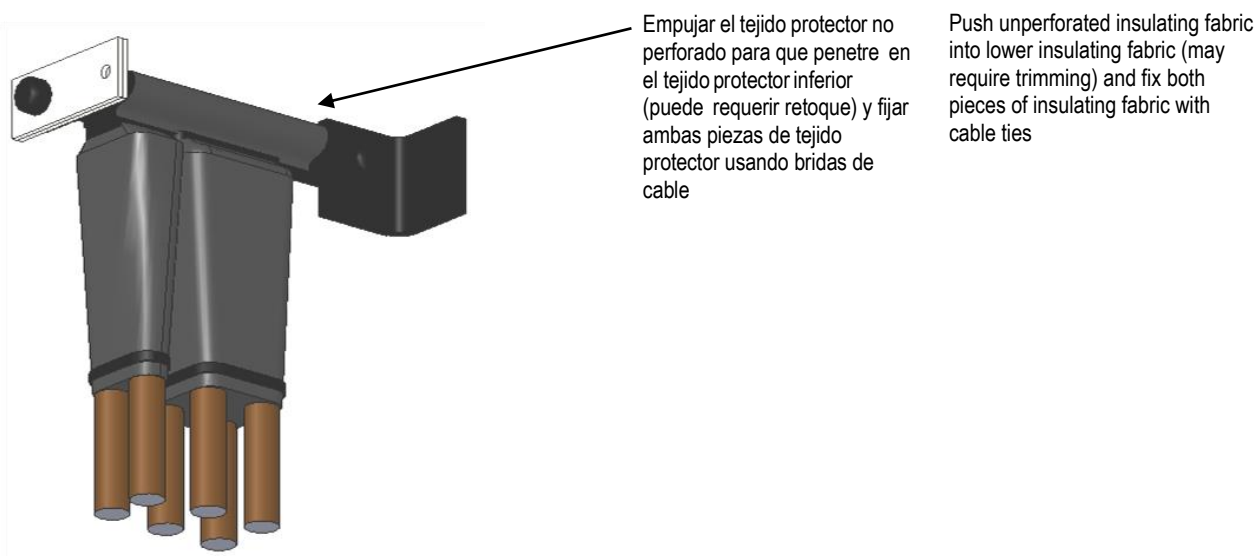 Empujar el tejido protector no
perforado para que penetre en
el tejido protector inferior
(puede requerir retoque) y fijar
ambas piezas de tejido
protector usando bridas de
cable
Push unperforated insulating fabric
into lower insulating fabric (may
require trimming) and fix both
pieces of insulating fabric with
cable ties